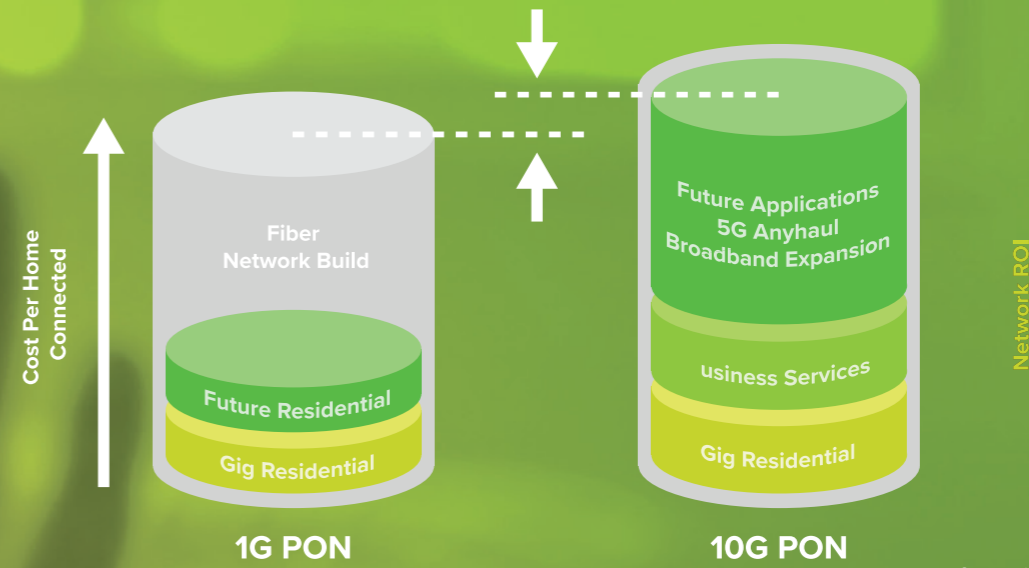 Cost Per Home
Connected
Fiber
Network Build
Future Residential
Gig Residential
1G PON
Future Applications
5G Anyhaul
Broadband Expansion
usiness Services
Gig Residential
10G PON
Network ROI